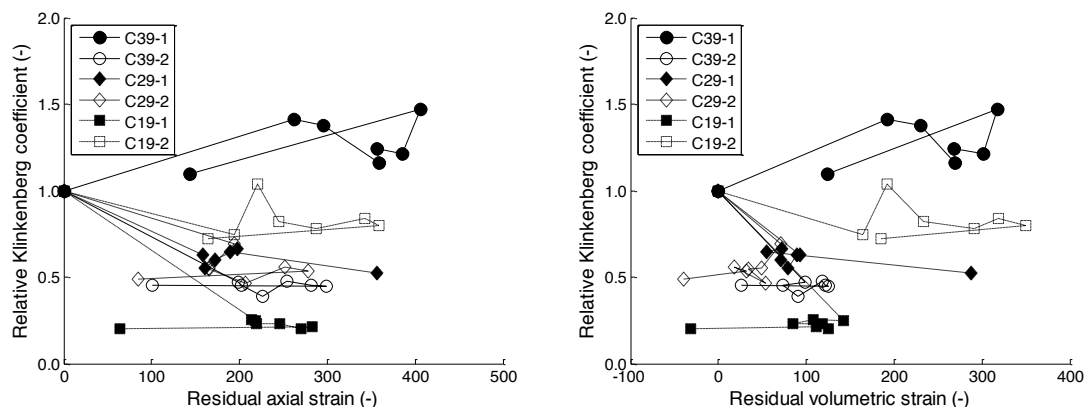 2.0
1.5
1.0
0.5
0.0
Relative Klinkenberg coefficient (-)
C39-1
C39-2
C29-1
C29-2
C19-1
C19-2
0 100 200 300 400 500
Residual axial strain (-)
2.0
1.5
1.0
0.5
0.0
Relative Klinkenberg coefficient (-)
C39-1
C39-2
C29-1
C29-2
C19-1
C19-2
-100 0 100 200 300 400
Residual volumetric strain (-)